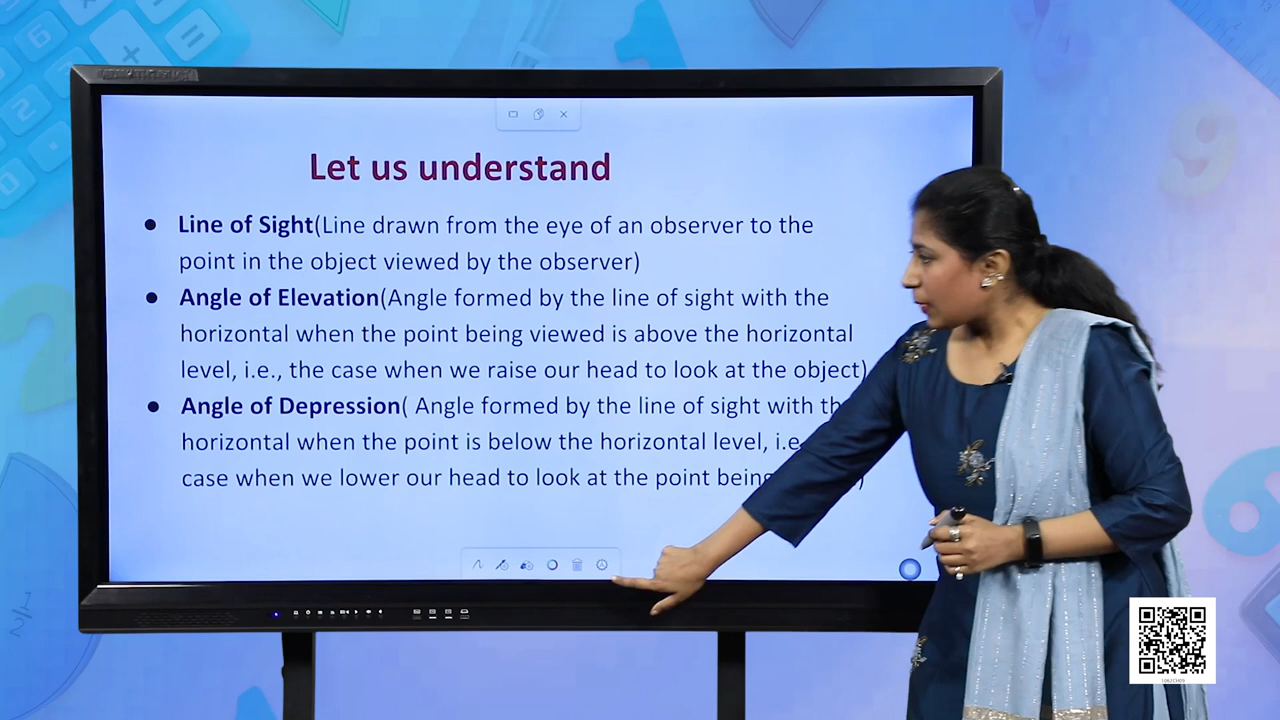 Let us understand
● Line of Sight(Line drawn from the eye of an observer to the
point in the object viewed by the observer)
● Angle of Elevation(Angle formed by the line of sight with the
horizontal when the point being viewed is above the horizontal
level, i.e., the case when we raise our head to look at the object)
● Angle of Depression( Angle formed by the line of sight with
horizontal when the point is below the horizontal level,
case when we lower our head to look at the point being